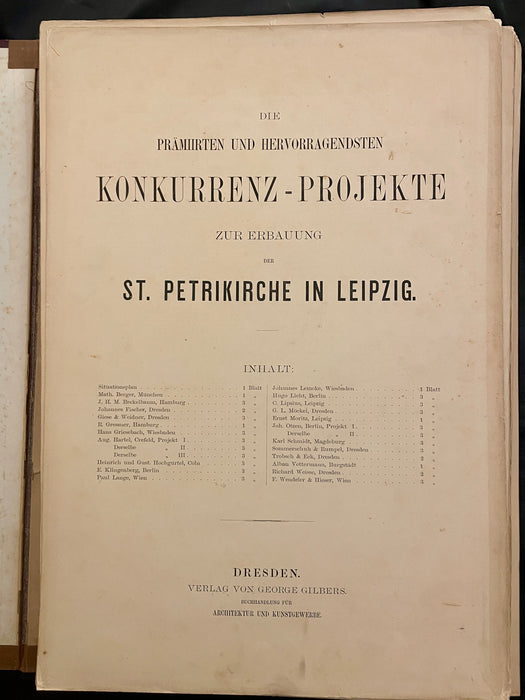 DIE
PRÄMIIRTEN UND HERVORRAGENDSTEN
KONKURRENZ - PROJEKTE
ZUR ERBAUUNG
DER
ST. PETRIKIRCHE IN LEIPZIG.
INHALT:
Situationsplan 1 Blatt
Math. Berger, München 1 "
J. H. M. Beckelbaum, Hamburg 3 "
Johannes Fischer, Dresden 2 "
Giese & Weidner, Dresden 3 "
R. Gressner, Hamburg 1 "
Hans Griesebach, Wiesbaden 3 "
Aug. Hartel, Crefeld, Projekt I. 3 "
Derselbe " II 3 "
Derselbe " III 3 "
Heinrich und Gust. Hochgürtel, Cöln 3 "
E. Klingenberg, Berlin 3 "
Paul Lange, Wien 3 "
Johannes Lemcke, Wiesbaden 1 Blatt
Hugo Licht, Berlin 3 "
C. Lipsius, Leipzig 3 "
G. L. Möckel, Dresden 3 "
Ernst Moritz, Leipzig 1 "
Joh. Otzen, Berlin, Projekt I. 3 "
Derselbe " II 3 "
Karl Schmidt, Magdeburg 3 "
Sommerschuh & Rumpel, Dresden 3 "
Trobsch & Eck, Dresden "
Alban Vettermann, Burgstädt 1 "
Richard Weisse, Dresden "
F. Wendeler & Hieser, Wien 3 "
DRESDEN.
VERLAG VON GEORGE GILBERS.
BUCHHANDLUNG FÜR
ARCHITEKTUR UND KUNSTGEWERBE.